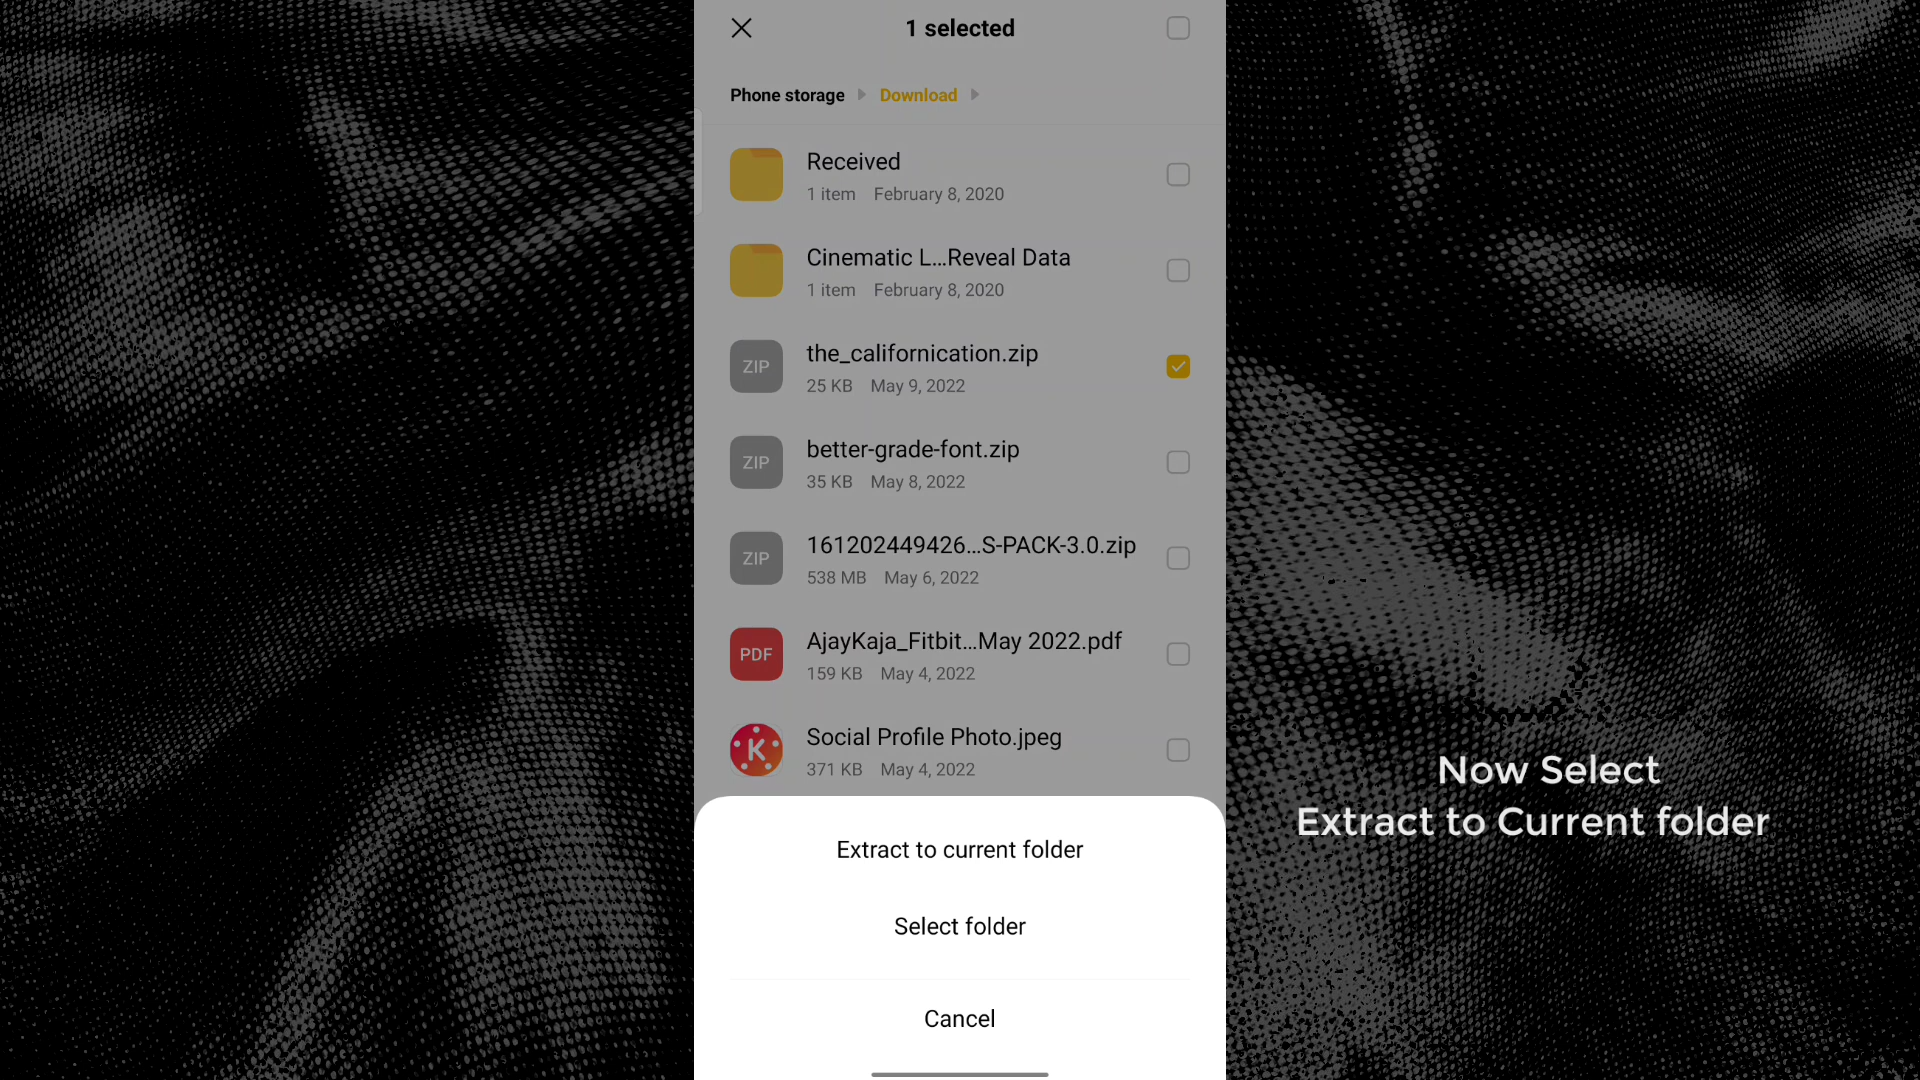 1 selected
Phone storage
Download
Received
1 item February 8, 2020
Cinematic L...Reveal Data
1 item February 8, 2020
ZIP
the_californication.zip
25 KB May 9, 2022
ZIP
better-grade-font.zip
35 KB May 8, 2022
ZIP
161202449426...S-PACK-3.0.zip
538 MB May 6, 2022
PDF
AjayKaja_Fitbit...May 2022.pdf
159 KB May 4, 2022
K
Social Profile Photo.jpeg
371 KB May 4, 2022
Now Select
Extract to Current folder
Extract to current folder
Select folder
Cancel